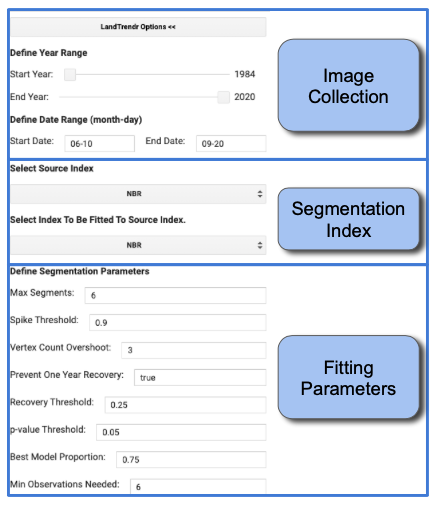 LandTrendr Options <<
Define Year Range
Start Year: 1984
End Year: 2020
Define Date Range (month-day)
Start Date: 06-10 End Date: 09-20
Image
Collection
Select Source Index
NBR
Select Index To Be Fitted To Source Index.
NBR
Segmentation
Index
Define Segmentation Parameters
Max Segments: 6
Spike Threshold: 0.9
Vertex Count Overshoot: 3
Prevent One Year Recovery: true
Recovery Threshold: 0.25
p-value Threshold: 0.05
Best Model Proportion: 0.75
Min Observations Needed: 6
Fitting
Parameters